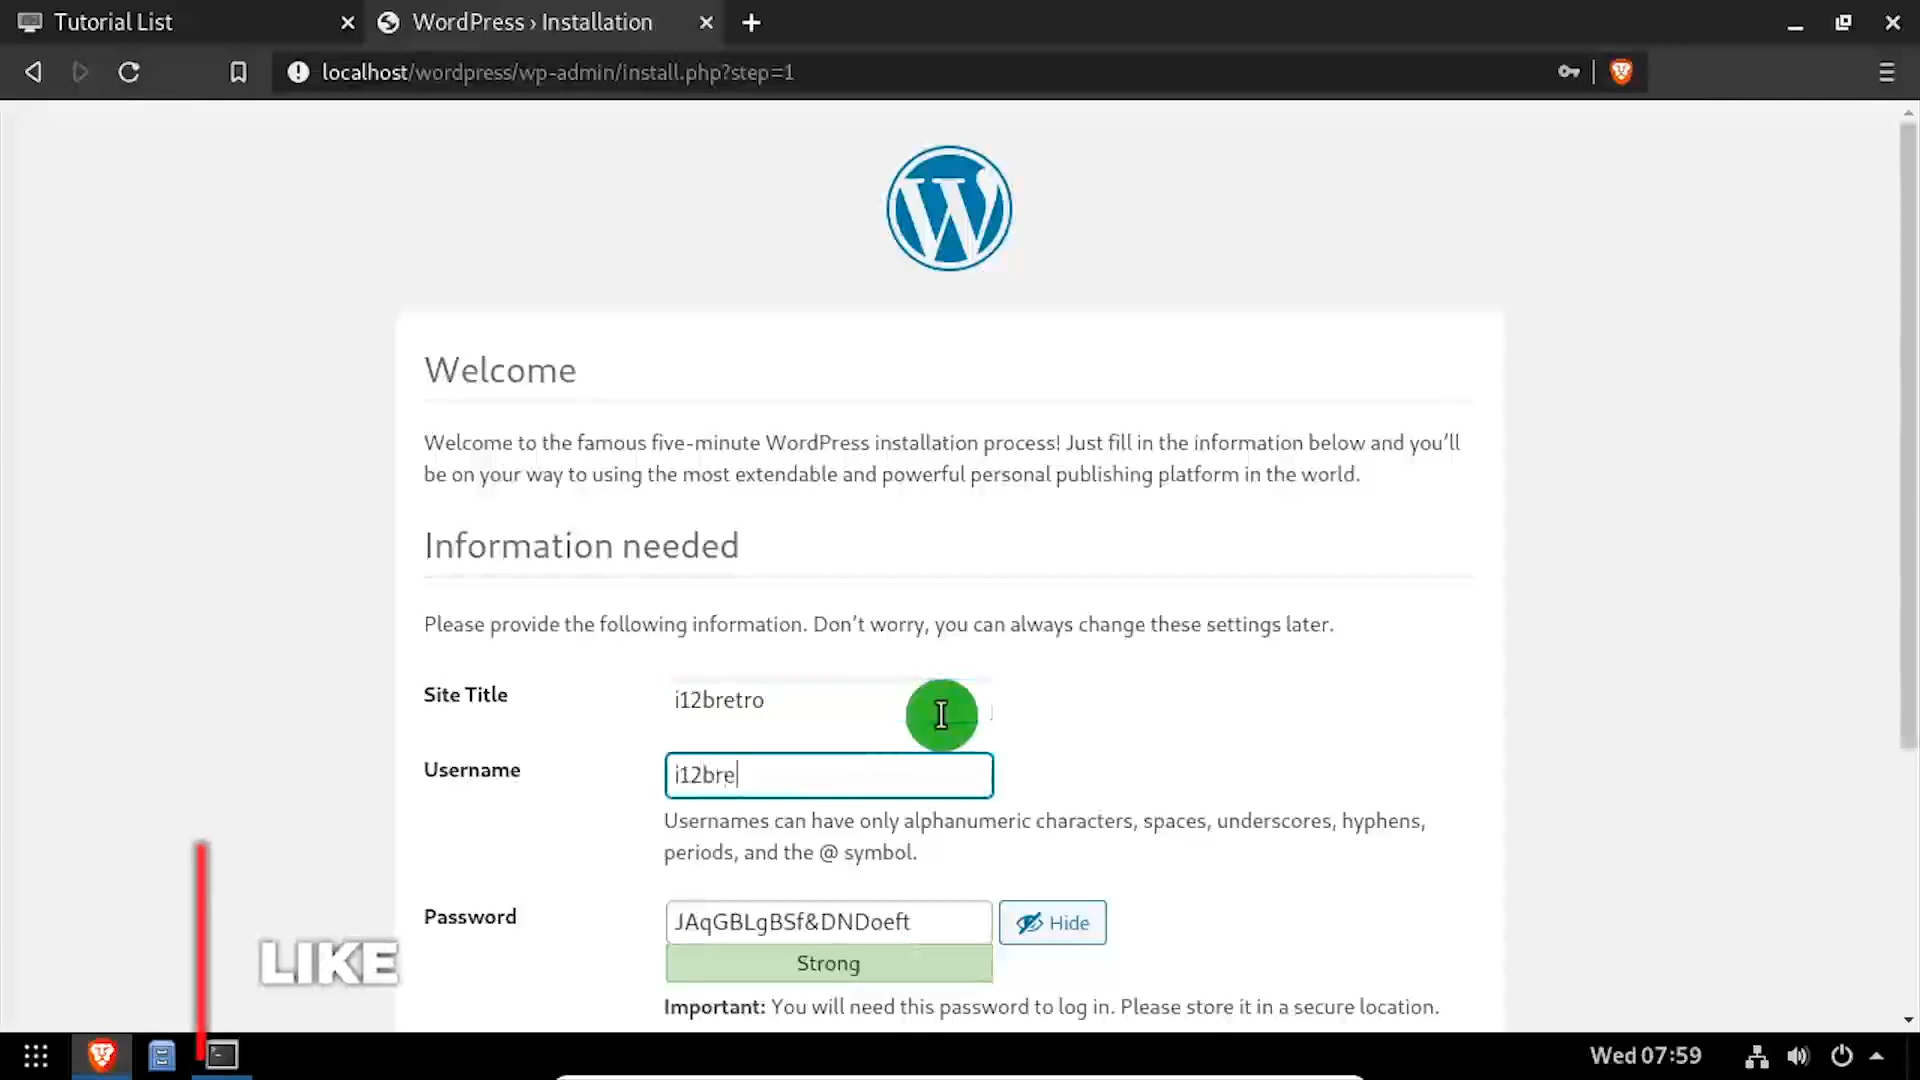 Tutorial List
WordPress › Installation
localhost/wordpress/wp-admin/install.php?step=1
Welcome
Welcome to the famous five-minute WordPress installation process! Just fill in the information below and you’ll
be on your way to using the most extendable and powerful personal publishing platform in the world.
Information needed
Please provide the following information. Don’t worry, you can always change these settings later.
Site Title
i12bretro
Username
i12bre
Usernames can have only alphanumeric characters, spaces, underscores, hyphens,
periods, and the @ symbol.
Password
JAqGBLgBSf&DNDoeft
Hide
Strong
Important: You will need this password to log in. Please store it in a secure location.
LIKE
Wed 07:59